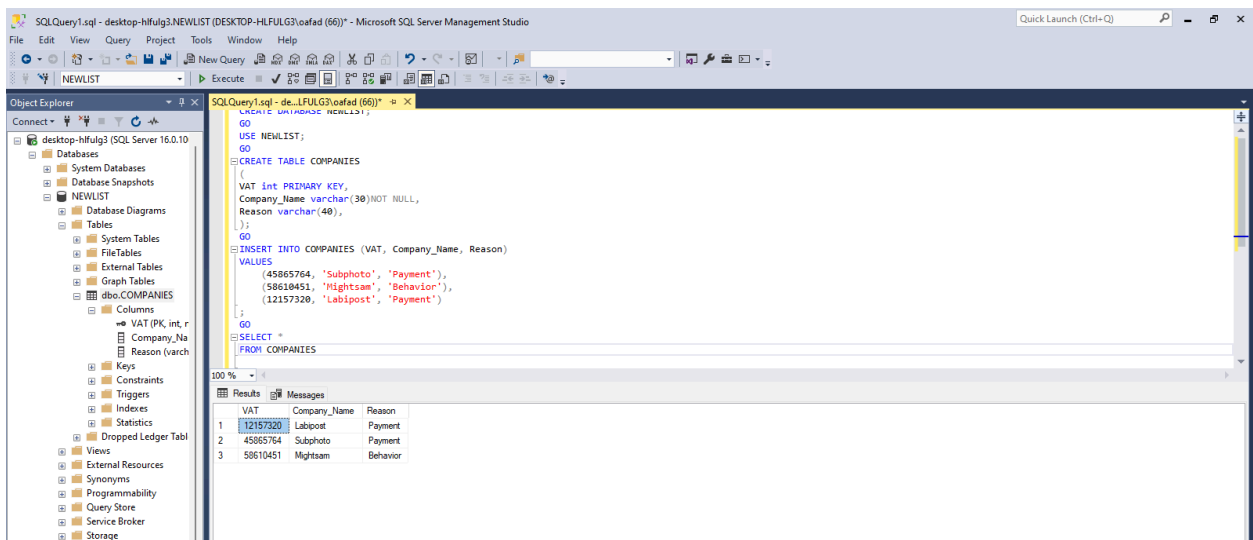 SQLQuery1.sql - desktop-hlfulg3.NEWLIST (DESKTOP-HLFULG3\oafad (66))* - Microsoft SQL Server Management Studio
Quick Launch (Ctrl+Q)
File Edit View Query Project Tools Window Help
New Query
NEWLIST
Execute
Object Explorer
Connect
desktop-hlfulg3 (SQL Server 16.0.10
Databases
System Databases
Database Snapshots
NEWLIST
Database Diagrams
Tables
System Tables
FileTables
External Tables
Graph Tables
dbo.COMPANIES
Columns
VAT (PK, int, r
Company_Na
Reason (varch
Keys
Constraints
Triggers
Indexes
Statistics
Dropped Ledger Tabl
Views
External Resources
Synonyms
Programmability
Query Store
Service Broker
Storage
SQLQuery1.sql - de...LFULG3\oafad (66))*
CREATE DATABASE NEWLIST;
GO
USE NEWLIST;
GO
CREATE TABLE COMPANIES
(
VAT int PRIMARY KEY,
Company_Name varchar(30)NOT NULL,
Reason varchar(40),
);
GO
INSERT INTO COMPANIES (VAT, Company_Name, Reason)
VALUES
(45865764, 'Subphoto', 'Payment'),
(58610451, 'Mightsam', 'Behavior'),
(12157320, 'Labipost', 'Payment')
;
GO
SELECT *
FROM COMPANIES
100 %
Results Messages
VAT Company_Name Reason
1 12157320 Labipost Payment
2 45865764 Subphoto Payment
3 58610451 Mightsam Behavior